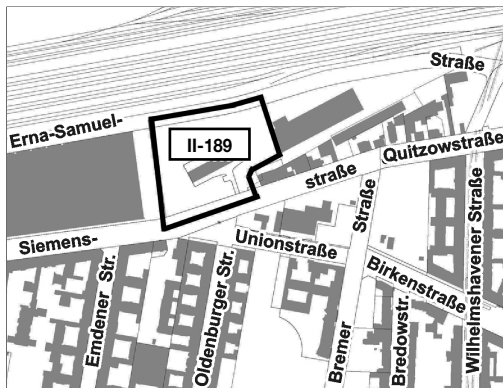 Straße
Erna-Samuel-
II-189
Quitzowstraße
straße
Siemens-
Unionstraße
Straße
Birkenstraße
Emdener Str.
Oldenburger Str.
Bremer
Bredowstr.
Wilhelmshavener Straße